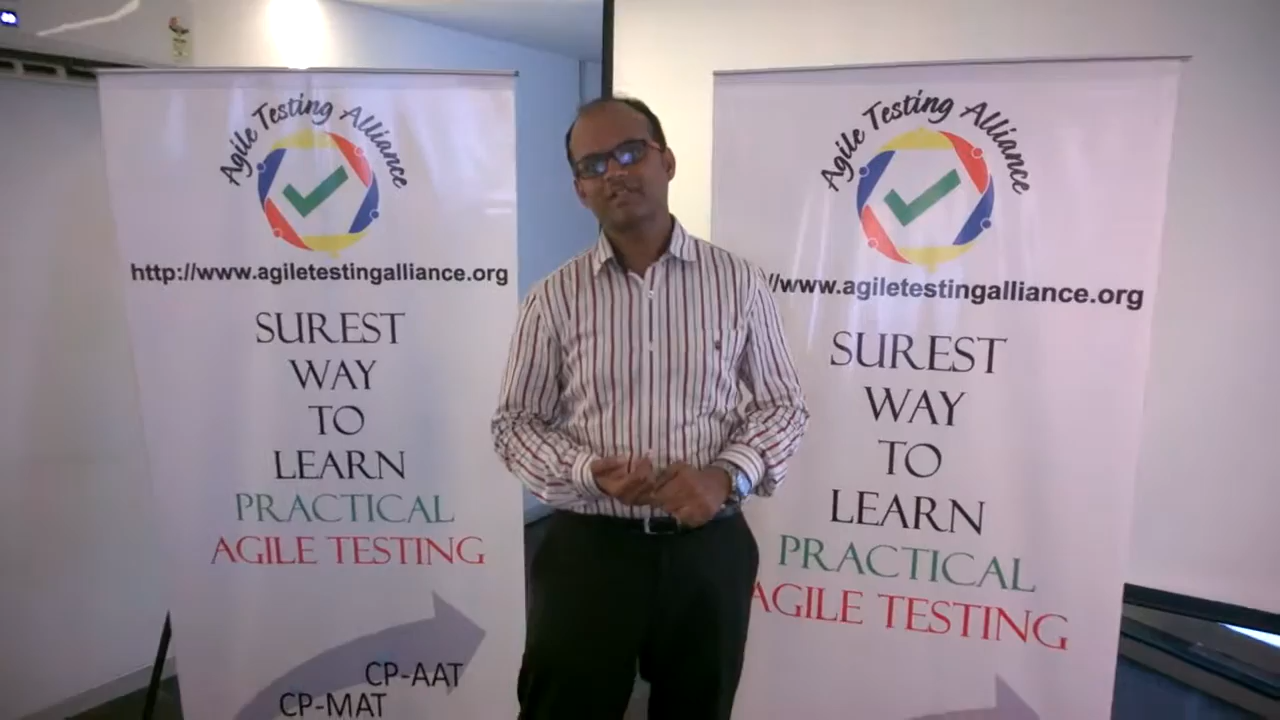 Agile Testing Alliance
http://www.agiletestingalliance.org
SUREST
WAY
TO
LEARN
PRACTICAL
AGILE TESTING
CP-AAT
CP-MAT
Agile Testing Alliance
//www.agiletestingalliance.org
SUREST
WAY
TO
LEARN
PRACTICAL
AGILE TESTING